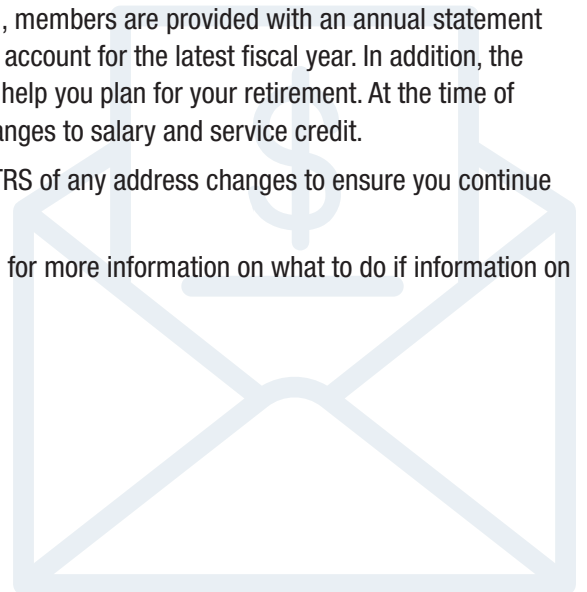 , members are provided with an annual statement
account for the latest fiscal year. In addition, the
help you plan for your retirement. At the time of
anges to salary and service credit.
TRS of any address changes to ensure you continue
for more information on what to do if information on
$